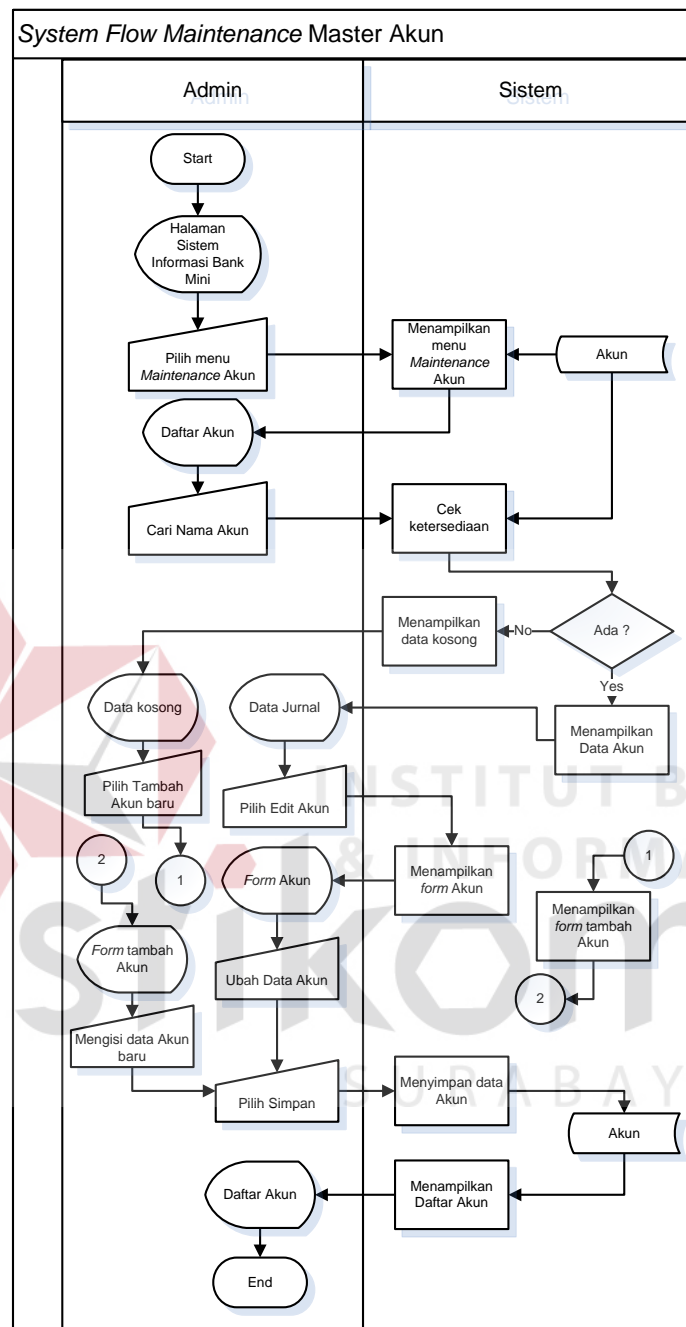 System Flow Maintenance Master Akun
Admin
Sistem
Start
Halaman
Sistem
Informasi Bank
Mini
Pilih menu
Maintenance Akun
Menampilkan
menu
Maintenance
Akun
Akun
Daftar Akun
Cari Nama Akun
Cek
ketersediaan
Ada ?
No
Menampilkan
data kosong
Yes
Menampilkan
Data Akun
Data kosong
Data Jurnal
Pilih Tambah
Akun baru
Pilih Edit Akun
INSTITUT B
& INFORMA
2
1
Form Akun
Menampilkan
form Akun
1
Menampilkan
form tambah
Akun
2
Form tambah
Akun
Ubah Data Akun
stikom
Mengisi data Akun
baru
Pilih Simpan
Menyimpan data
Akun
SURABAYA
Akun
Menampilkan
Daftar Akun
Daftar Akun
End